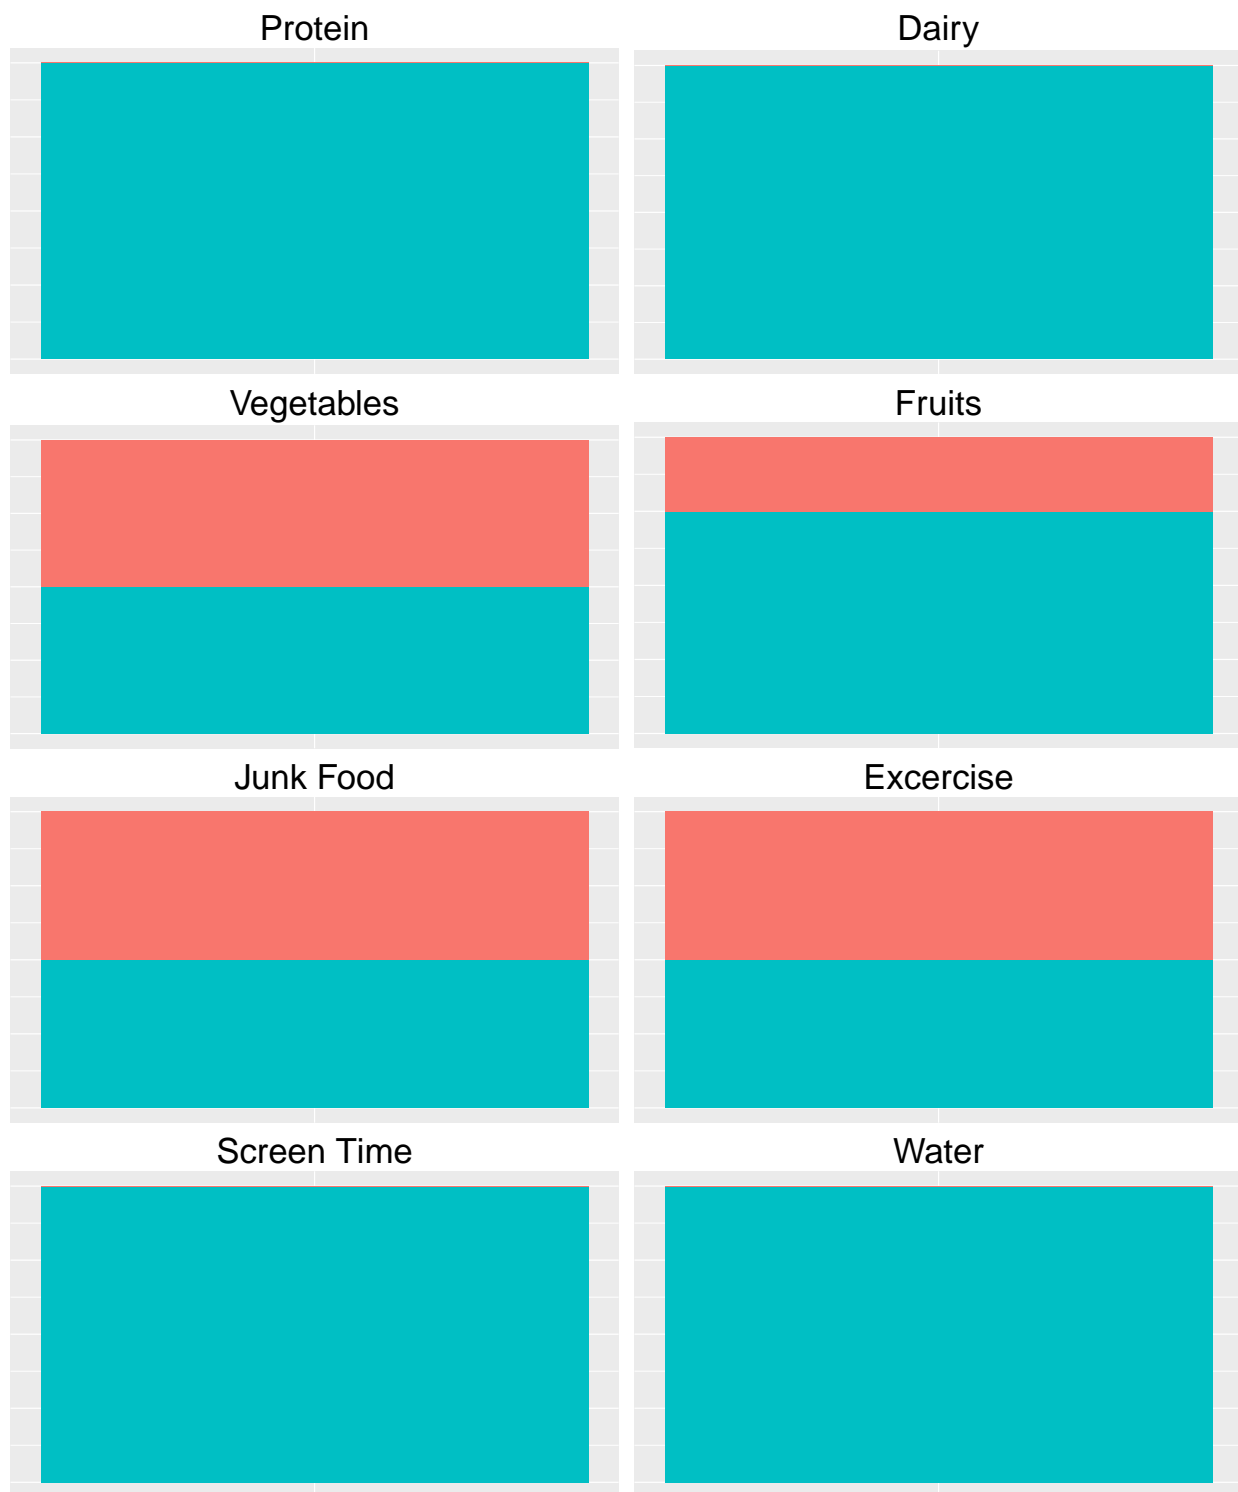 Protein
Dairy
Vegetables
Fruits
Junk Food
Excercise
Screen Time
Water